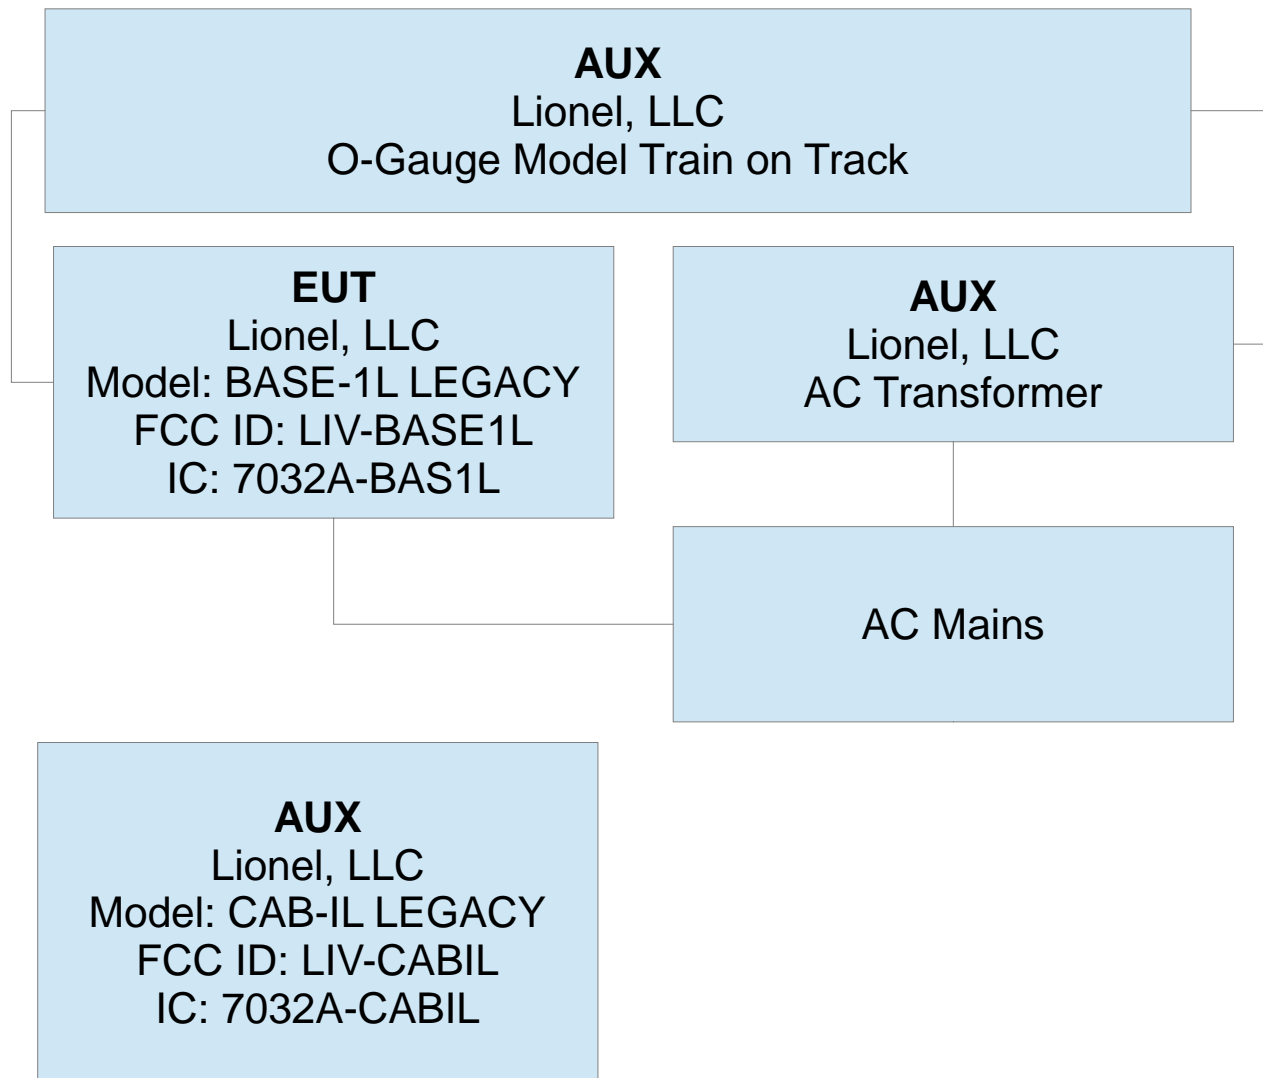 AUX
Lionel, LLC
O-Gauge Model Train on Track
EUT
Lionel, LLC
Model: BASE-1L LEGACY
FCC ID: LIV-BASE1L
IC: 7032A-BAS1L
AUX
Lionel, LLC
AC Transformer
AC Mains
AUX
Lionel, LLC
Model: CAB-IL LEGACY
FCC ID: LIV-CABIL
IC: 7032A-CABIL